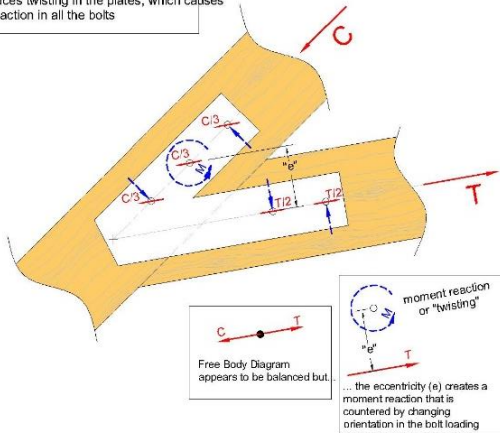 twisting in the plates, which causes
action in all the bolts
C
C/3
C/3
M
"e"
C/3
T/2
T/2
T
C
T
Free Body Diagram
appears to be balanced but...
moment reaction
or "twisting"
M
"e"
T
... the eccentricity (e) creates a
moment reaction that is
countered by changing
orientation in the bolt loading